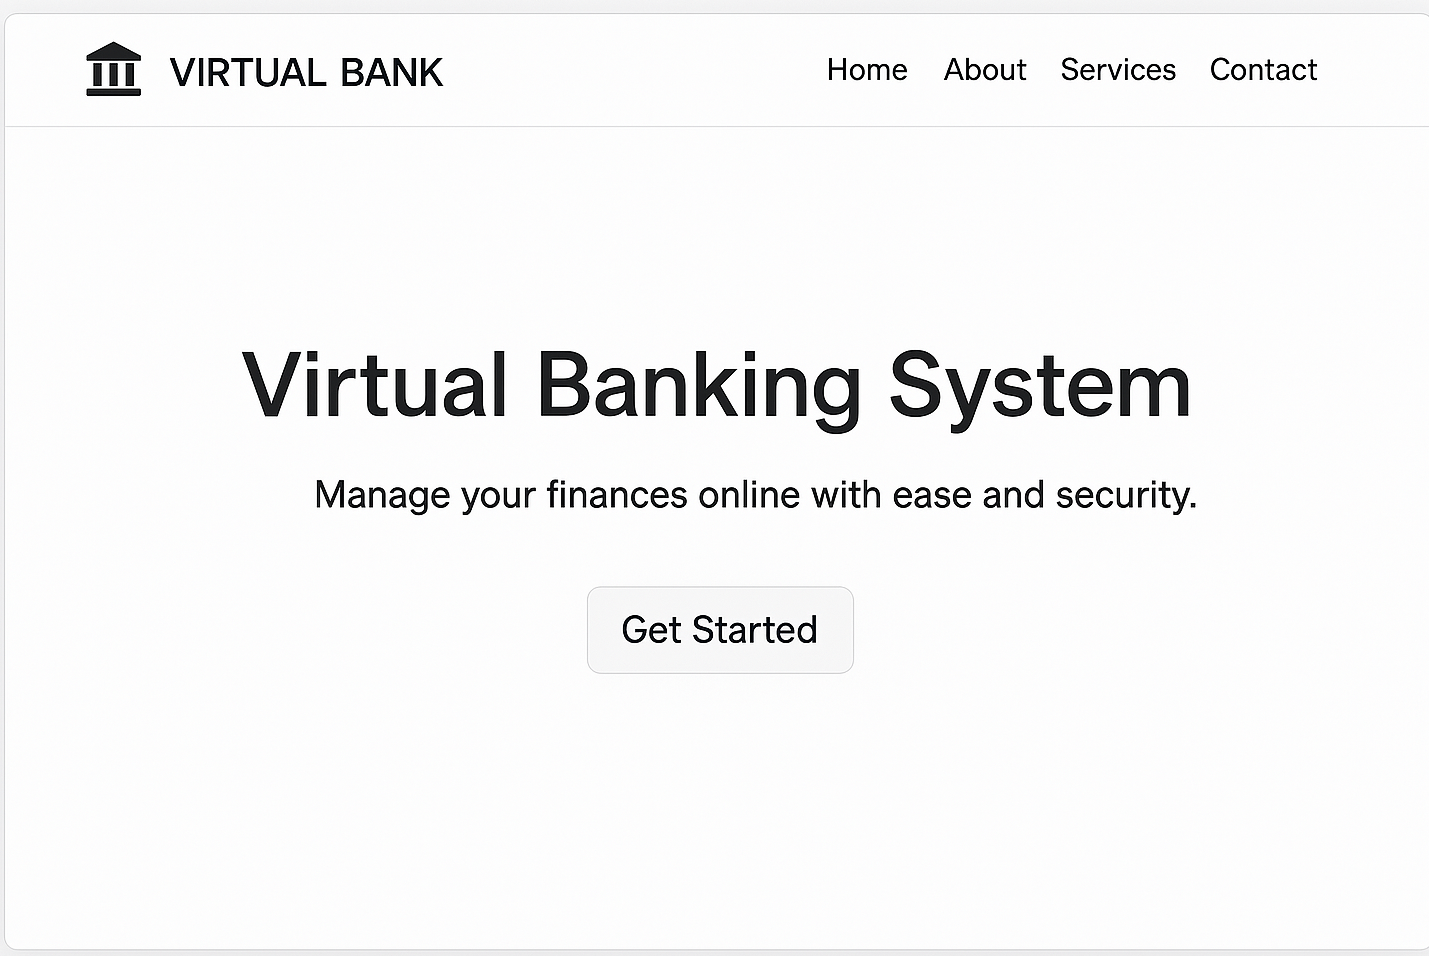 VIRTUAL BANK
Home About Services Contact
Virtual Banking System
Manage your finances online with ease and security.
Get Started